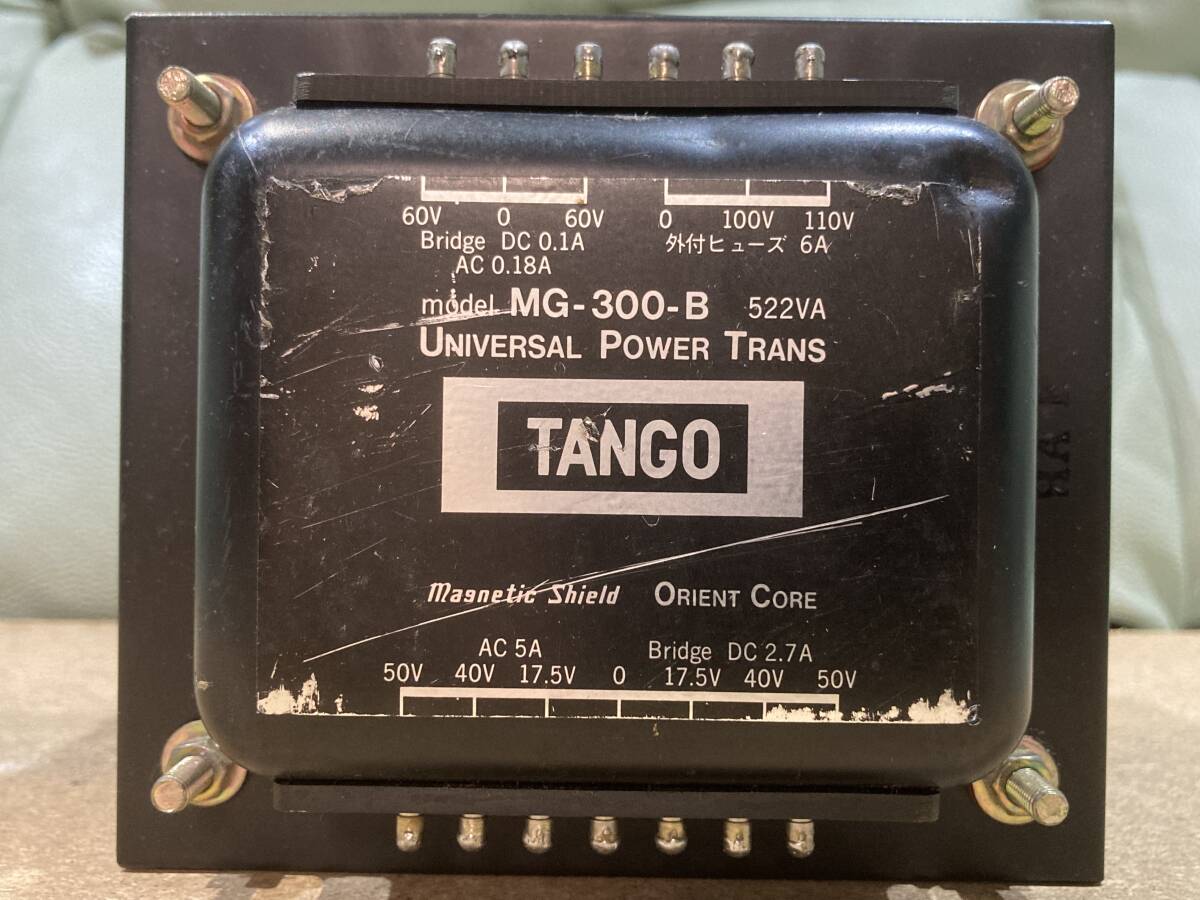 60V 0 60V 0 100V 110V
Bridge DC 0.1A 外付ヒューズ 6A
AC 0.18A
model MG-300-B 522VA
UNIVERSAL POWER TRANS
TANGO
Magnetic Shield ORIENT CORE
AC 5A Bridge DC 2.7A
50V 40V 17.5V 0 17.5V 40V 50V